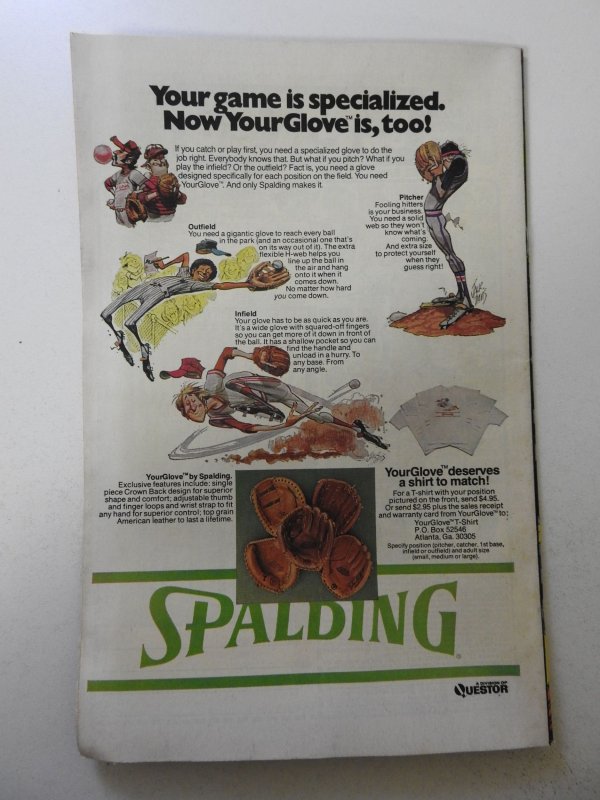 Your game is specialized.
Now YourGlove™ is, too!
If you catch or play first, you need a specialized glove to do the
job right. Everybody knows that. But what if you pitch? What if you
play the infield? Or the outfield? Fact is, you need a glove
designed specifically for each position on the field. You need
YourGlove™. And only Spalding makes it.
Pitcher
Fooling hitters
is your business.
You need a solid
web so they won't
know what's
coming.
And extra size
to protect yourself
when they
guess right!
Outfield
You need a gigantic glove to reach every ball
in the park (and an occasional one that's
on its way out of it). The extra
flexible H-web helps you
line up the ball in
the air and hang
onto it when it
comes down.
No matter how hard
you come down.
Infield
Your glove has to be as quick as you are.
It's a wide glove with squared-off fingers
so you can get more of it down in front of
the ball. It has a shallow pocket so you can
find the handle and
unload in a hurry. To
any base. From
any angle.
YourGlove™ by Spalding.
Exclusive features include: single
piece Crown Back design for superior
shape and comfort; adjustable thumb
and finger loops and wrist strap to fit
any hand for superior control; top grain
American leather to last a lifetime.
YourGlove™ deserves
a shirt to match!
For a T-shirt with your position
pictured on the front, send $4.95.
Or send $2.95 plus the sales receipt
and warranty card from YourGlove™ to:
YourGlove™ T-Shirt
P.O. Box 52546
Atlanta, Ga. 30305
Specify position (pitcher, catcher, 1st base,
infield or outfield) and adult size
(small, medium or large).
SPALDING®
A DIVISION OF
QUESTOR